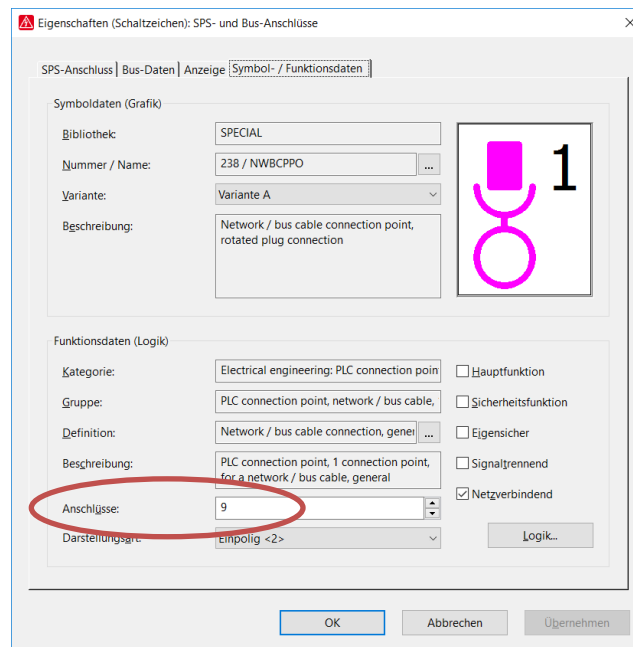 Eigenschaften (Schaltzeichen): SPS- und Bus-Anschlüsse
SPS-Anschluss Bus-Daten Anzeige Symbol- / Funktionsdaten
Symboldaten (Grafik)
Bibliothek: SPECIAL
Nummer / Name: 238 / NWBCPPO ...
Variante: Variante A
Beschreibung: Network / bus cable connection point,
rotated plug connection
1
Funktionsdaten (Logik)
Kategorie: Electrical engineering: PLC connection poin Hauptfunktion
Gruppe: PLC connection point, network / bus cable, Sicherheitsfunktion
Definition: Network / bus cable connection, gener ... Eigensicher
Beschreibung: PLC connection point, 1 connection point, Signaltrennend
for a network / bus cable, general
Netzverbindend
Anschlüsse: 9
Darstellungsart: Einpolig <2> Logik...
OK Abbrechen Übernehmen